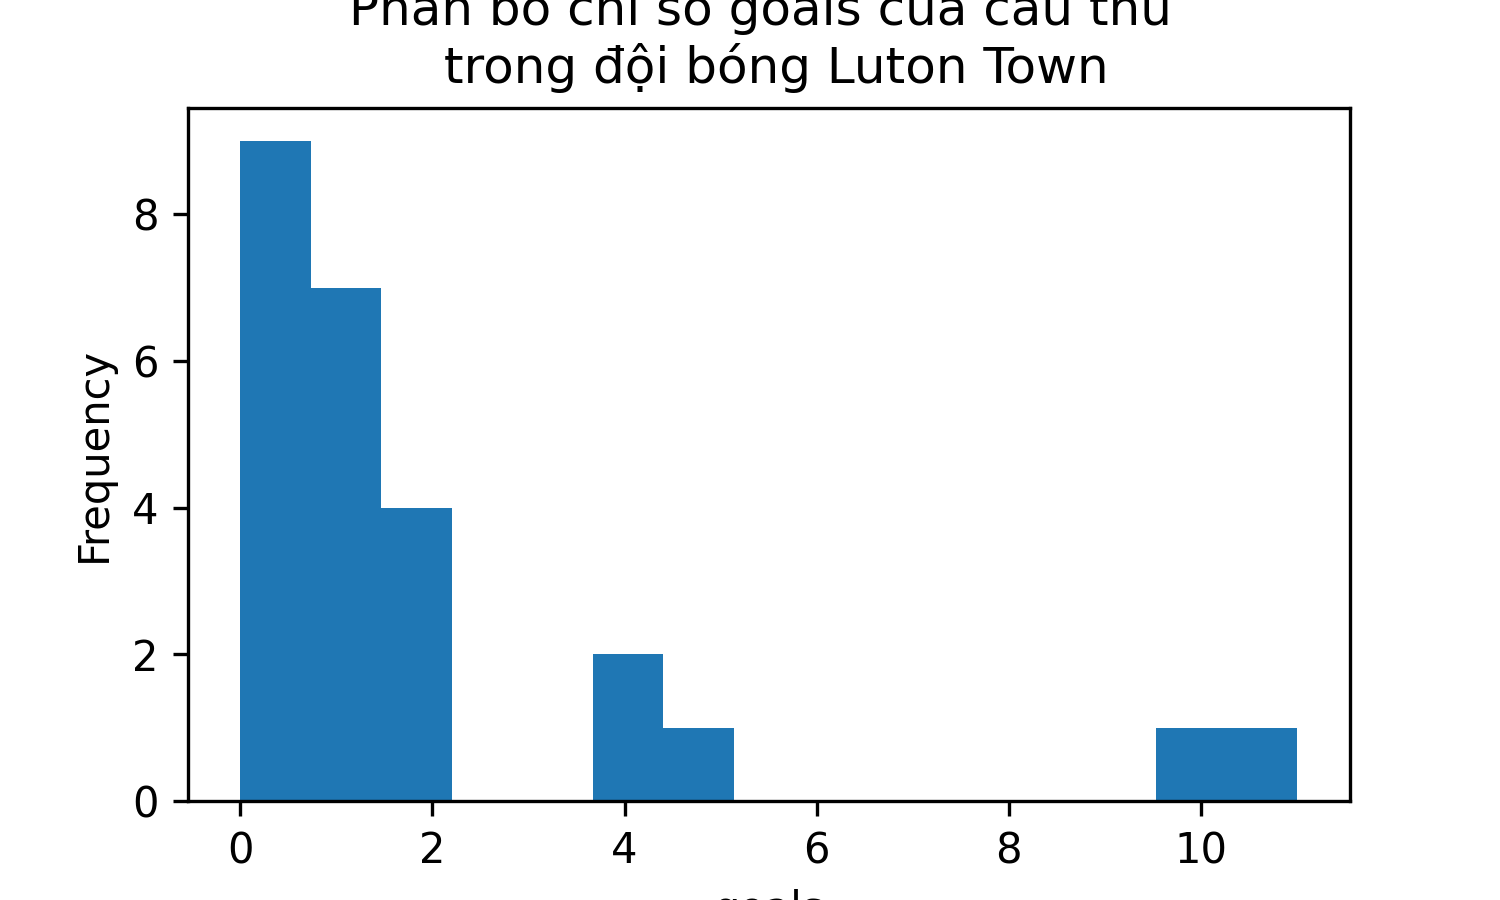 Phân bố chỉ số goals của cầu thủ
trong đội bóng Luton Town
Frequency
8
6
4
2
0
0 2 4 6 8 10
goals